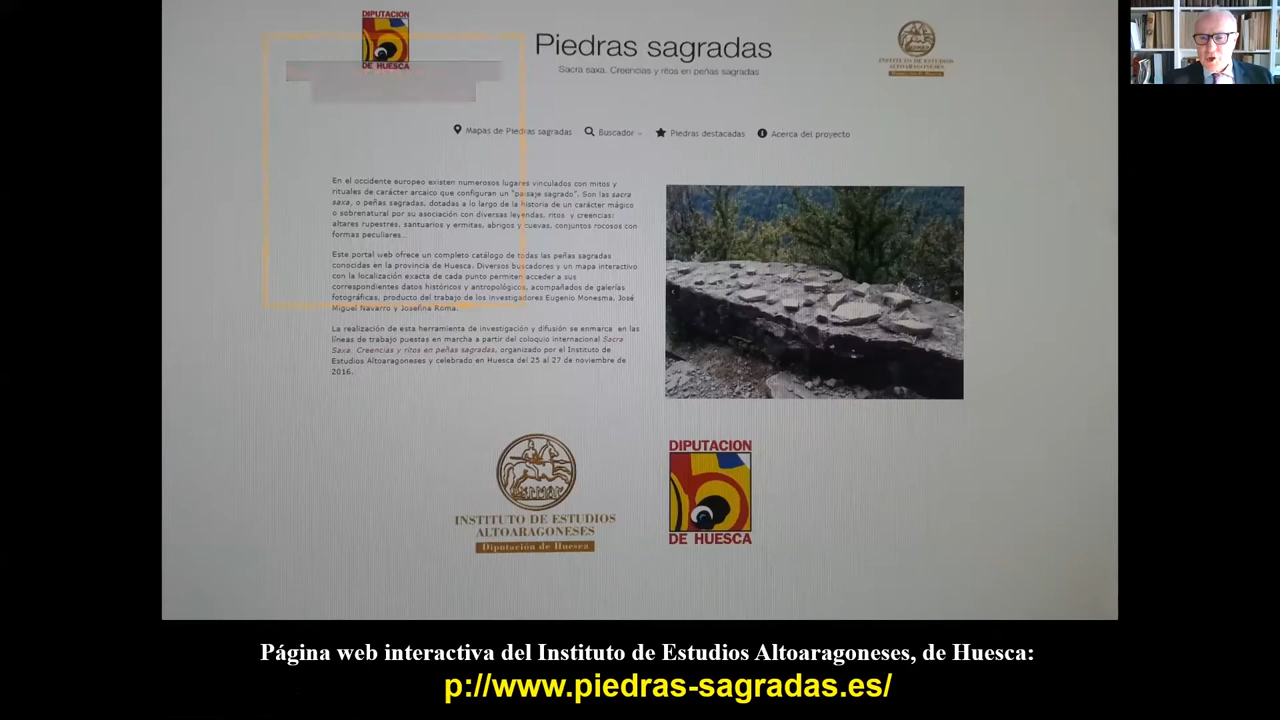 DIPUTACION
DE HUESCA
Piedras sagradas
Sacra saxa. Creencias y ritos en peñas sagradas
INSTITUTO DE ESTUDIOS
ALTOARAGONESES
Diputación de Huesca
Mapas de Piedras sagradas
Buscador
Piedras destacadas
Acerca del proyecto
En el occidente europeo existen numerosos lugares vinculados con mitos y
rituales de carácter arcaico que configuran un "paisaje sagrado". Son las sacra
saxa, o peñas sagradas, dotadas a lo largo de la historia de un carácter mágico
o sobrenatural por su asociación con diversas leyendas, ritos y creencias:
altares rupestres, santuarios y ermitas, abrigos y cuevas, conjuntos rocosos con
formas peculiares...
Este portal web ofrece un completo catálogo de todas las peñas sagradas
conocidas en la provincia de Huesca. Diversos buscadores y un mapa interactivo
con la localización exacta de cada punto permiten acceder a sus
correspondientes datos históricos y antropológicos, acompañados de galerías
fotográficas, producto del trabajo de los investigadores Eugenio Monesma, José
Miguel Navarro y Josefina Roma.
La realización de esta herramienta de investigación y difusión se enmarca en las
líneas de trabajo puestas en marcha a partir del coloquio internacional Sacra
Saxa. Creencias y ritos en peñas sagradas, organizado por el Instituto de
Estudios Altoaragoneses y celebrado en Huesca del 25 al 27 de noviembre de
2016.
INSTITUTO DE ESTUDIOS
ALTOARAGONESES
Diputación de Huesca
DIPUTACION
DE HUESCA
Página web interactiva del Instituto de Estudios Altoaragoneses, de Huesca:
p://www.piedras-sagradas.es/